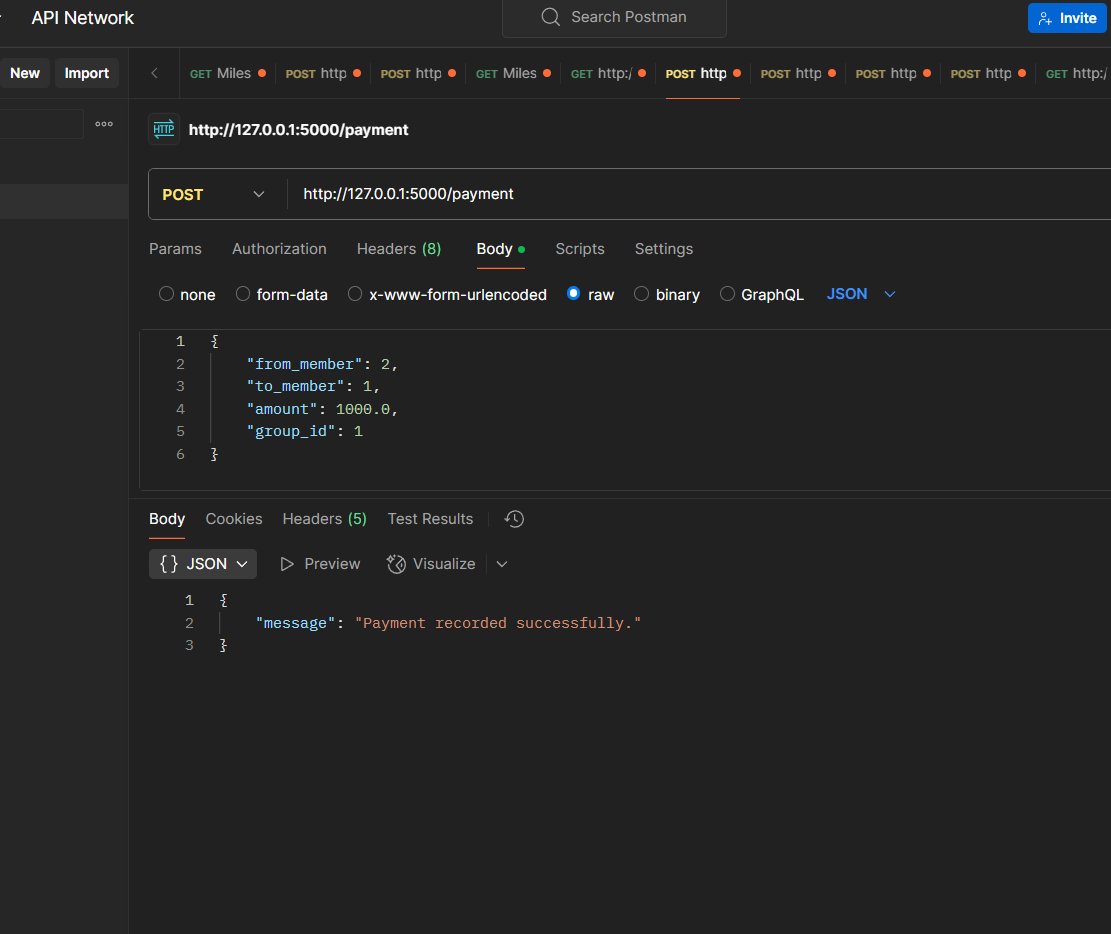 API Network
Search Postman
Invite
New
Import
GET Miles
POST http
POST http
GET Miles
GET http:/
POST http
POST http
POST http
POST http
GET http:/
HTTP
http://127.0.0.1:5000/payment
POST
http://127.0.0.1:5000/payment
Params Authorization Headers (8) Body Scripts Settings
none form-data x-www-form-urlencoded raw binary GraphQL JSON
1 {
2 "from_member": 2,
3 "to_member": 1,
4 "amount": 1000.0,
5 "group_id": 1
6 }
Body Cookies Headers (5) Test Results
{} JSON Preview Visualize
1 {
2 "message": "Payment recorded successfully."
3 }